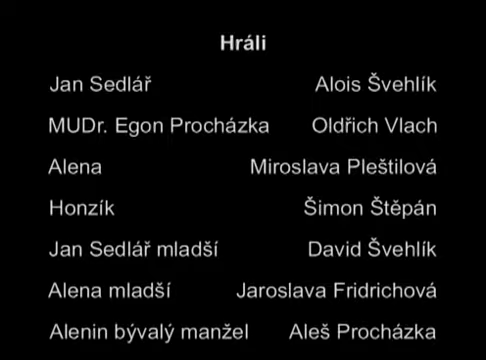 Hráli
Jan Sedlář Alois Švehlík
MUDr. Egon Procházka Oldřich Vlach
Alena Miroslava Pleštilová
Honzík Šimon Štěpán
Jan Sedlář mladší David Švehlík
Alena mladší Jaroslava Fridrichová
Alenin bývalý manžel Aleš Procházka